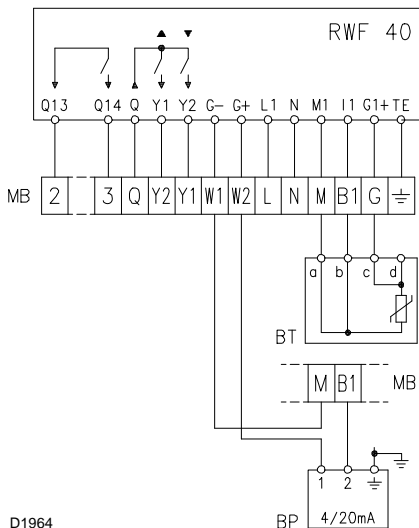 RWF 40
Q13 Q14 Q Y1 Y2 G- G+ L1 N M1 I1 G1+ TE
MB 2 3 Q Y2 Y1 W1 W2 L N M B1 G
a b c d
BT
M B1 MB
1 2
BP 4/20mA
D1964